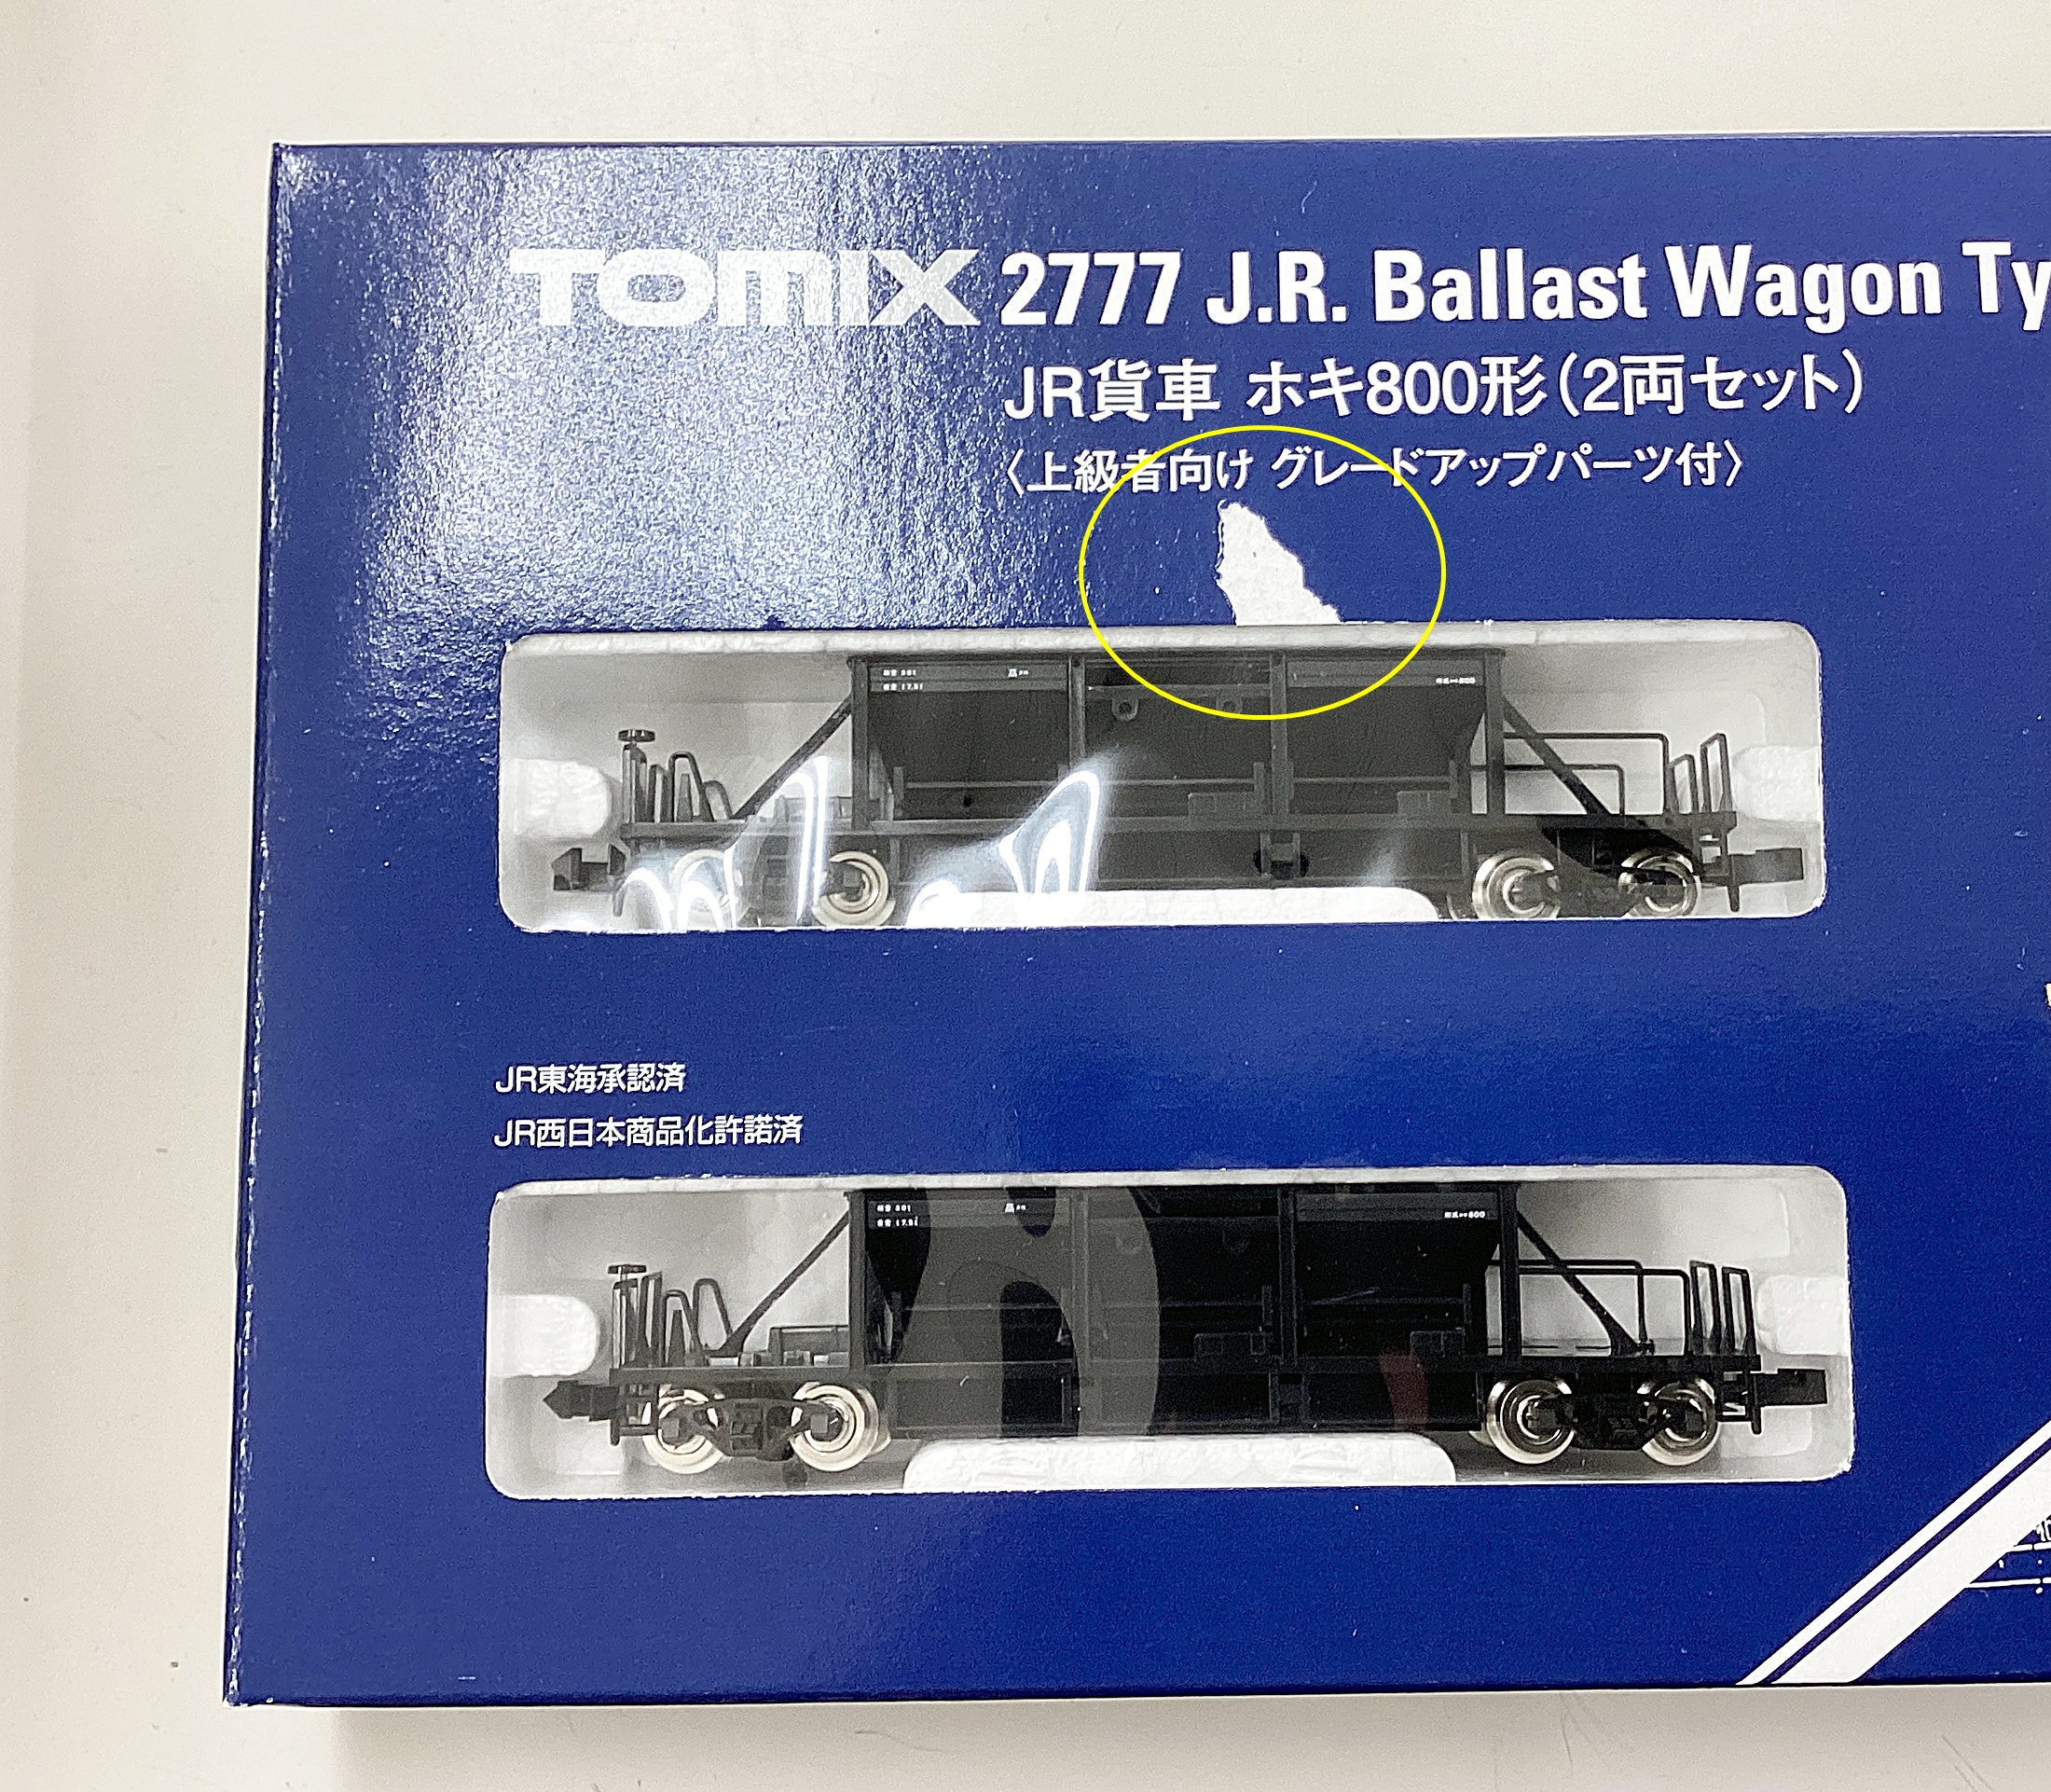 TOMIX 2777 J.R. Ballast Wagon Ty
JR貨車 ホキ800形(2両セット)
〈上級者向け グレードアップパーツ付〉
JR東海承認済
JR西日本商品化許諾済